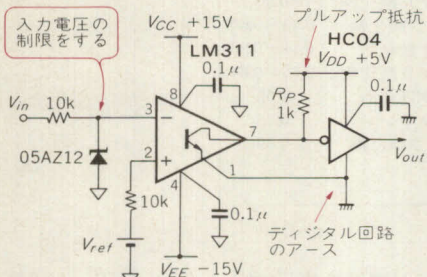 入力電圧の
制限をする
VCC +15V
LM311
プルアップ抵抗
HC04
VDD +5V
0.1μ
0.1μ
RP
1k
Vin
10k
8
3
7
05AZ12
2
1
4
10k
0.1μ
Vout
Vref
VEE -15V
ディジタル回路
のアース